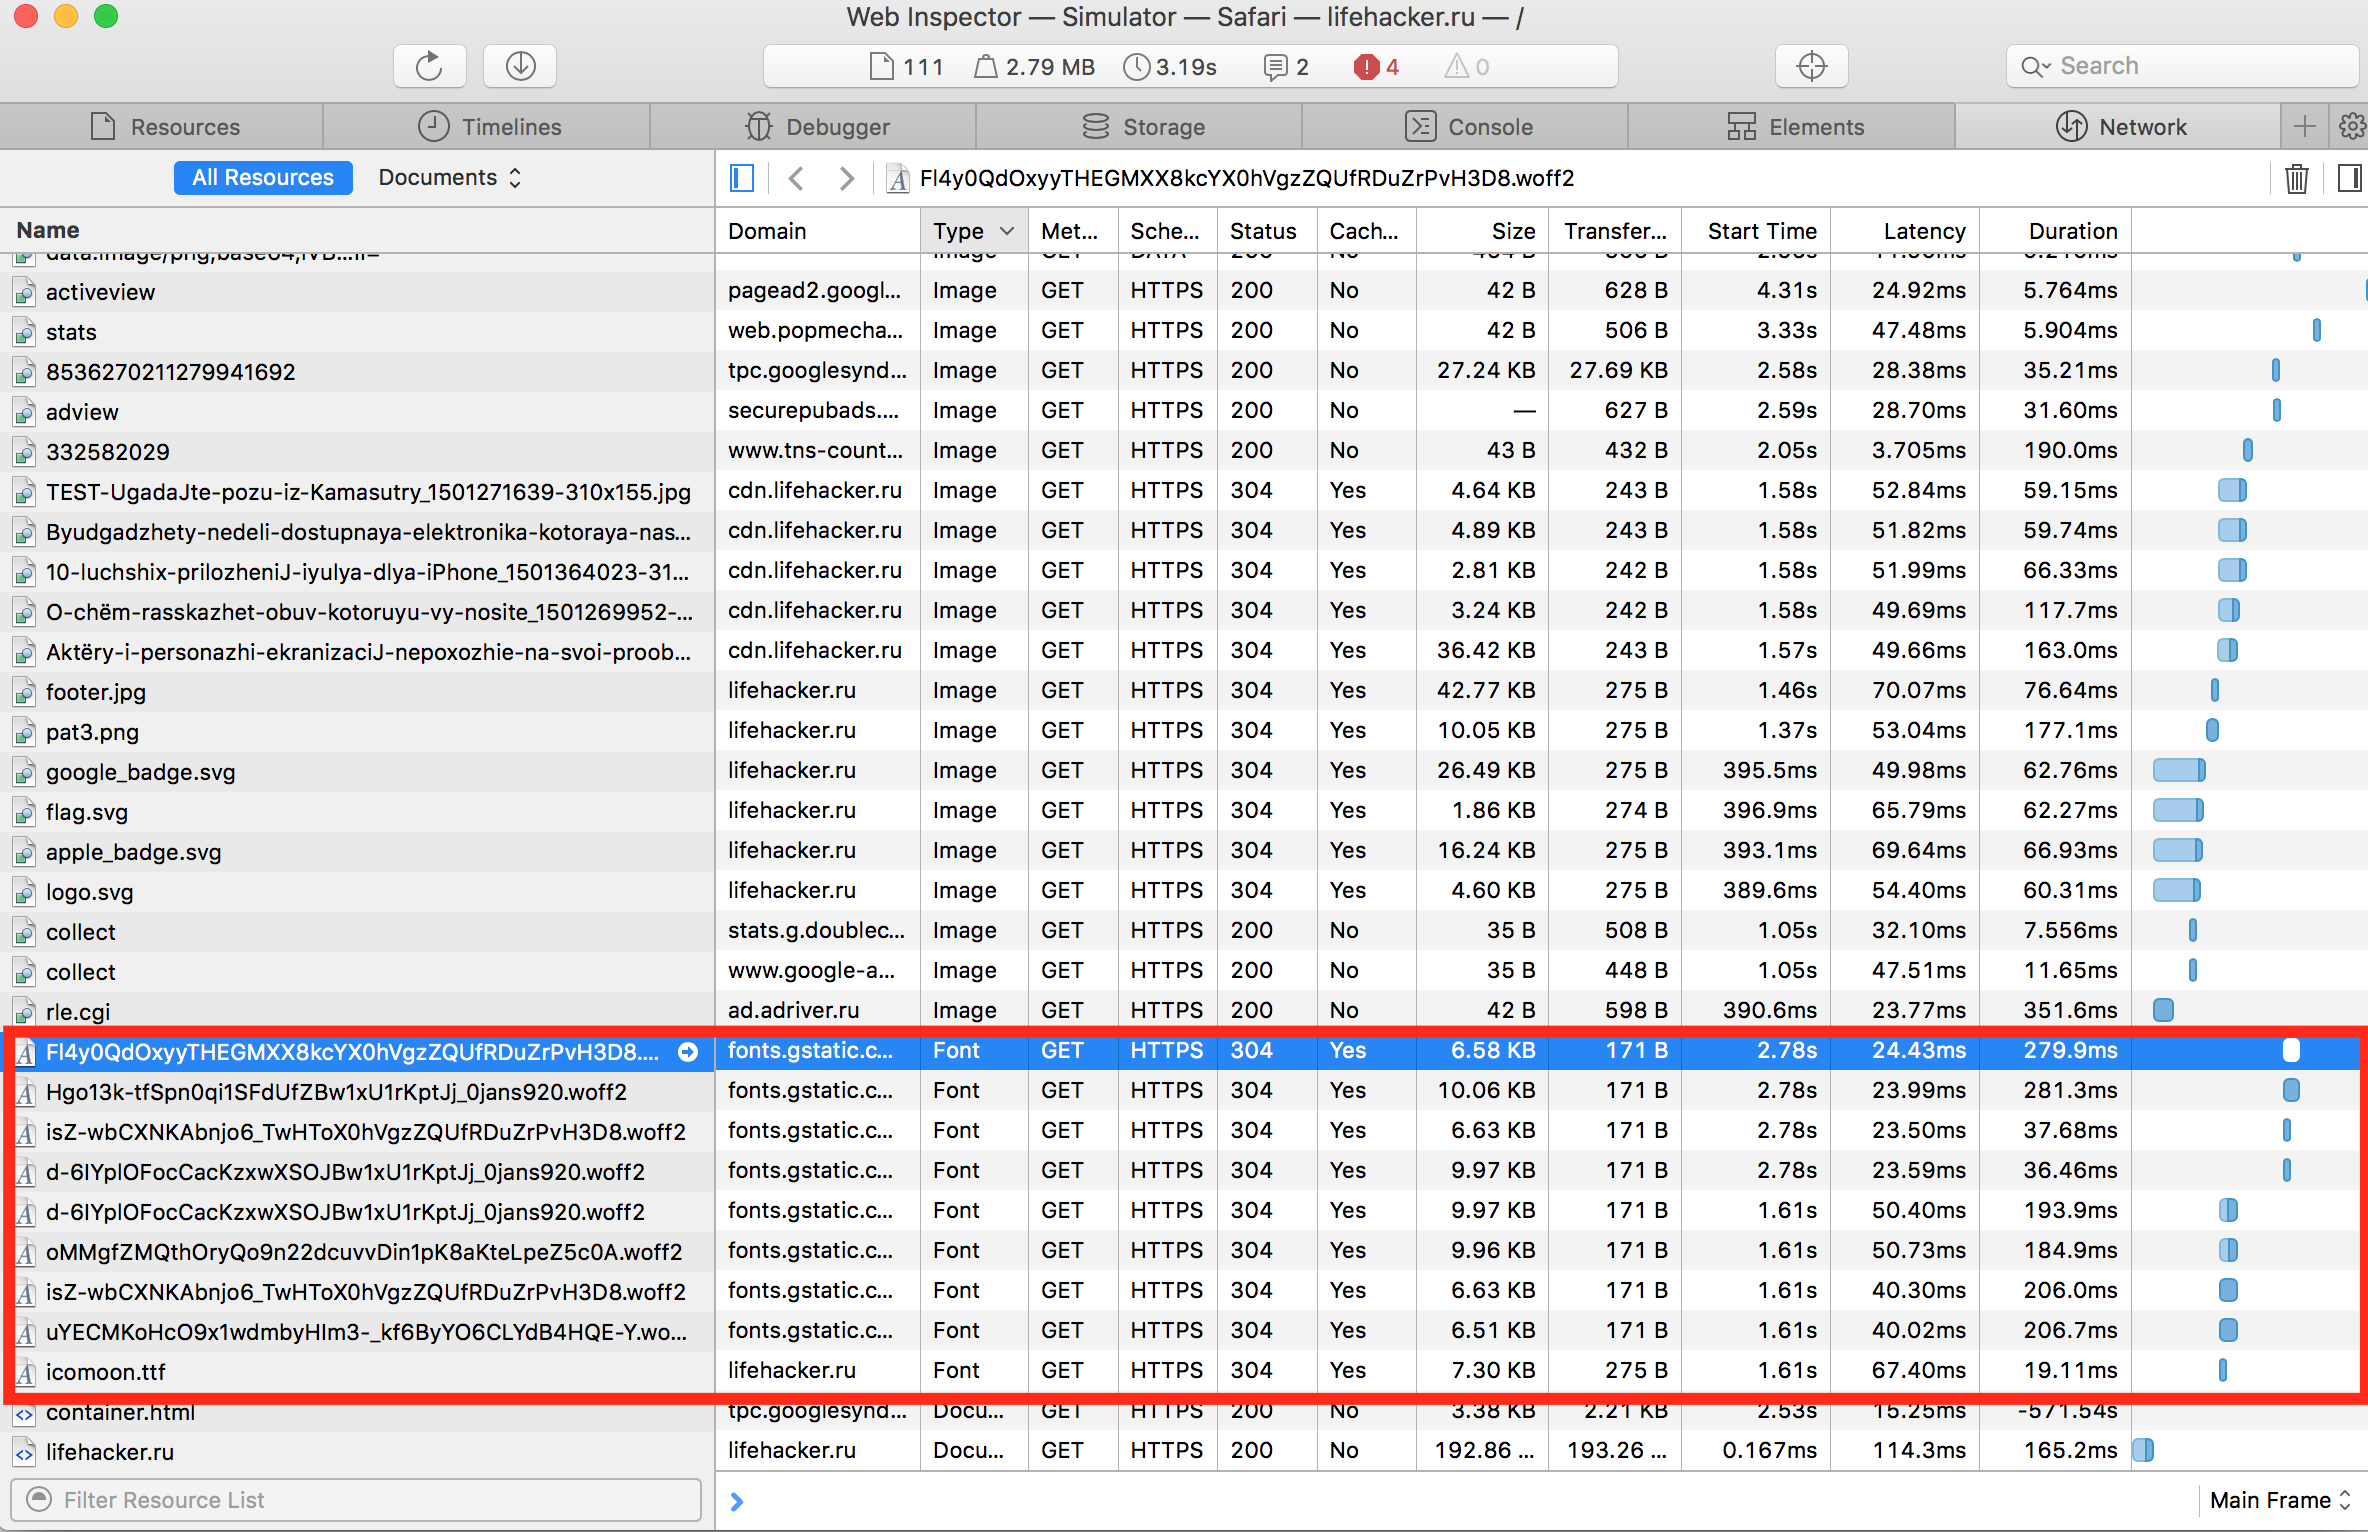 Web Inspector — Simulator — Safari — lifehacker.ru — /
111 2.79 MB 3.19s 2 4 0 Search
Resources Timelines Debugger Storage Console Elements Network
All Resources Documents Fl4y0QdOxyyTHEGMXX8kcYX0hVgzZQUfRDuZrPvH3D8.woff2
Name Domain Type Met... Sche... Status Cach... Size Transfer... Start Time Latency Duration
activeview pagead2.googl... Image GET HTTPS 200 No 42 B 628 B 4.31s 24.92ms 5.764ms
stats web.popmecha... Image GET HTTPS 200 No 42 B 506 B 3.33s 47.48ms 5.904ms
8536270211279941692 tpc.googlesynd... Image GET HTTPS 200 No 27.24 KB 27.69 KB 2.58s 28.38ms 35.21ms
adview securepubads.... Image GET HTTPS 200 No — 627 B 2.59s 28.70ms 31.60ms
332582029 www.tns-count... Image GET HTTPS 200 No 43 B 432 B 2.05s 3.705ms 190.0ms
TEST-UgadaJte-pozu-iz-Kamasutry_1501271639-310x155.jpg cdn.lifehacker.ru Image GET HTTPS 304 Yes 4.64 KB 243 B 1.58s 52.84ms 59.15ms
Byudgadzhety-nedeli-dostupnaya-elektronika-kotoraya-nas... cdn.lifehacker.ru Image GET HTTPS 304 Yes 4.89 KB 243 B 1.58s 51.82ms 59.74ms
10-luchshix-prilozheniJ-iyulya-dlya-iPhone_1501364023-31... cdn.lifehacker.ru Image GET HTTPS 304 Yes 2.81 KB 242 B 1.58s 51.99ms 66.33ms
O-chёm-rasskazhet-obuv-kotoruyu-vy-nosite_1501269952-... cdn.lifehacker.ru Image GET HTTPS 304 Yes 3.24 KB 242 B 1.58s 49.69ms 117.7ms
Aktёry-i-personazhi-ekranizaciJ-nepoxozhie-na-svoi-proob... cdn.lifehacker.ru Image GET HTTPS 304 Yes 36.42 KB 243 B 1.57s 49.66ms 163.0ms
footer.jpg lifehacker.ru Image GET HTTPS 304 Yes 42.77 KB 275 B 1.46s 70.07ms 76.64ms
pat3.png lifehacker.ru Image GET HTTPS 304 Yes 10.05 KB 275 B 1.37s 53.04ms 177.1ms
google_badge.svg lifehacker.ru Image GET HTTPS 304 Yes 26.49 KB 275 B 395.5ms 49.98ms 62.76ms
flag.svg lifehacker.ru Image GET HTTPS 304 Yes 1.86 KB 274 B 396.9ms 65.79ms 62.27ms
apple_badge.svg lifehacker.ru Image GET HTTPS 304 Yes 16.24 KB 275 B 393.1ms 69.64ms 66.93ms
logo.svg lifehacker.ru Image GET HTTPS 304 Yes 4.60 KB 275 B 389.6ms 54.40ms 60.31ms
collect stats.g.doublec... Image GET HTTPS 200 No 35 B 508 B 1.05s 32.10ms 7.556ms
collect www.google-a... Image GET HTTPS 200 No 35 B 448 B 1.05s 47.51ms 11.65ms
rle.cgi ad.adriver.ru Image GET HTTPS 200 No 42 B 598 B 390.6ms 23.77ms 351.6ms
Fl4y0QdOxyyTHEGMXX8kcYX0hVgzZQUfRDuZrPvH3D8.... fonts.gstatic.c... Font GET HTTPS 304 Yes 6.58 KB 171 B 2.78s 24.43ms 279.9ms
Hgo13k-tfSpn0qi1SFdUfZBw1xU1rKptJj_0jans920.woff2 fonts.gstatic.c... Font GET HTTPS 304 Yes 10.06 KB 171 B 2.78s 23.99ms 281.3ms
isZ-wbCXNKAbnjo6_TwHToX0hVgzZQUfRDuZrPvH3D8.woff2 fonts.gstatic.c... Font GET HTTPS 304 Yes 6.63 KB 171 B 2.78s 23.50ms 37.68ms
d-6IYplOFocCacKzxwXSOJBw1xU1rKptJj_0jans920.woff2 fonts.gstatic.c... Font GET HTTPS 304 Yes 9.97 KB 171 B 2.78s 23.59ms 36.46ms
d-6IYplOFocCacKzxwXSOJBw1xU1rKptJj_0jans920.woff2 fonts.gstatic.c... Font GET HTTPS 304 Yes 9.97 KB 171 B 1.61s 50.40ms 193.9ms
oMMgfZMQthOryQo9n22dcuvvDin1pK8aKteLpeZ5c0A.woff2 fonts.gstatic.c... Font GET HTTPS 304 Yes 9.96 KB 171 B 1.61s 50.73ms 184.9ms
isZ-wbCXNKAbnjo6_TwHToX0hVgzZQUfRDuZrPvH3D8.woff2 fonts.gstatic.c... Font GET HTTPS 304 Yes 6.63 KB 171 B 1.61s 40.30ms 206.0ms
uYECMKoHcO9x1wdmbyHIm3-_kf6ByYO6CLYdB4HQE-Y.wo... fonts.gstatic.c... Font GET HTTPS 304 Yes 6.51 KB 171 B 1.61s 40.02ms 206.7ms
icomoon.ttf lifehacker.ru Font GET HTTPS 304 Yes 7.30 KB 275 B 1.61s 67.40ms 19.11ms
container.html tpc.googlesynd... Docu... GET HTTPS 200 No 3.38 KB 2.21 KB 2.53s 15.25ms -571.54s
lifehacker.ru lifehacker.ru Docu... GET HTTPS 200 No 192.86 ... 193.26 ... 0.167ms 114.3ms 165.2ms
Filter Resource List Main Frame